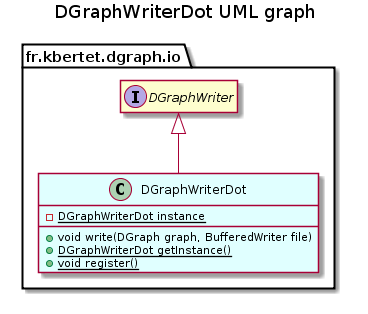 DGraphWriterDot UML graph
fr.kbertet.dgraph.io
I DGraphWriter
C DGraphWriterDot
DGraphWriterDot instance
void write(DGraph graph, BufferedWriter file)
DGraphWriterDot getInstance()
void register()